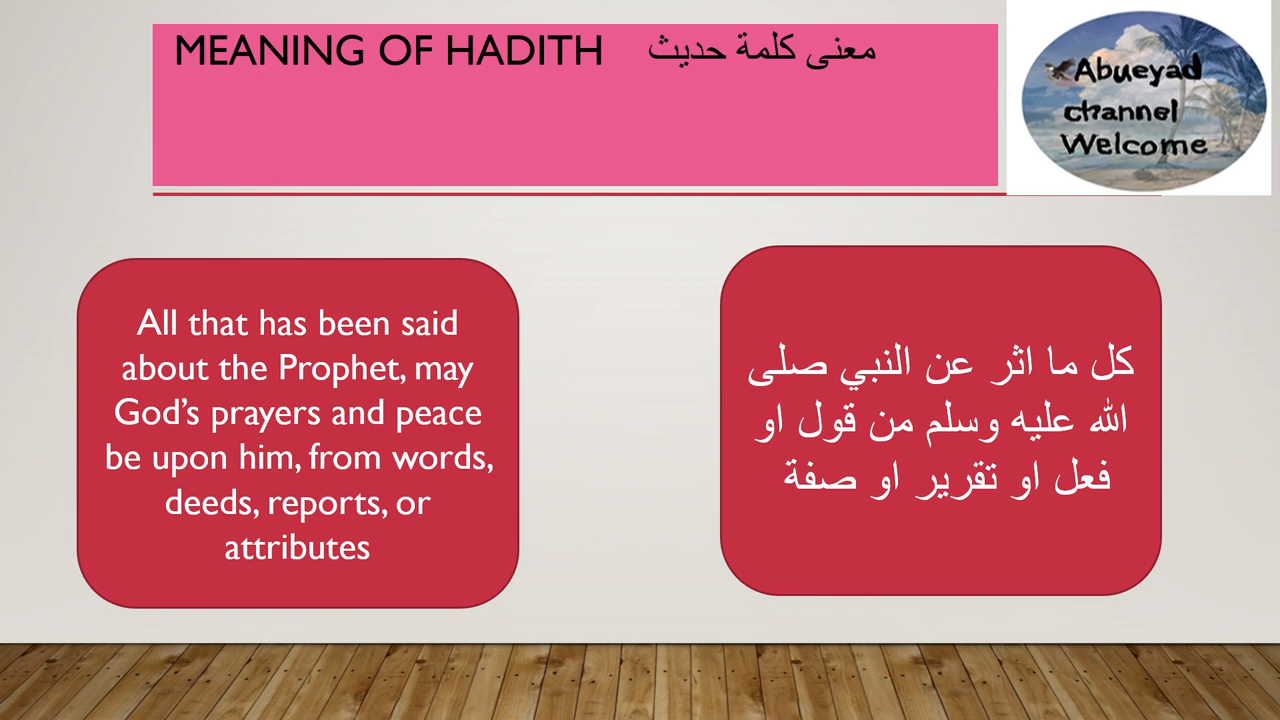 MEANING OF HADITH معنى كلمة حديث
Abueyad
channel
Welcome
All that has been said
about the Prophet, may
God’s prayers and peace
be upon him, from words,
deeds, reports, or
attributes
كل ما اثر عن النبي صلى
الله عليه وسلم من قول او
فعل او تقرير او صفة